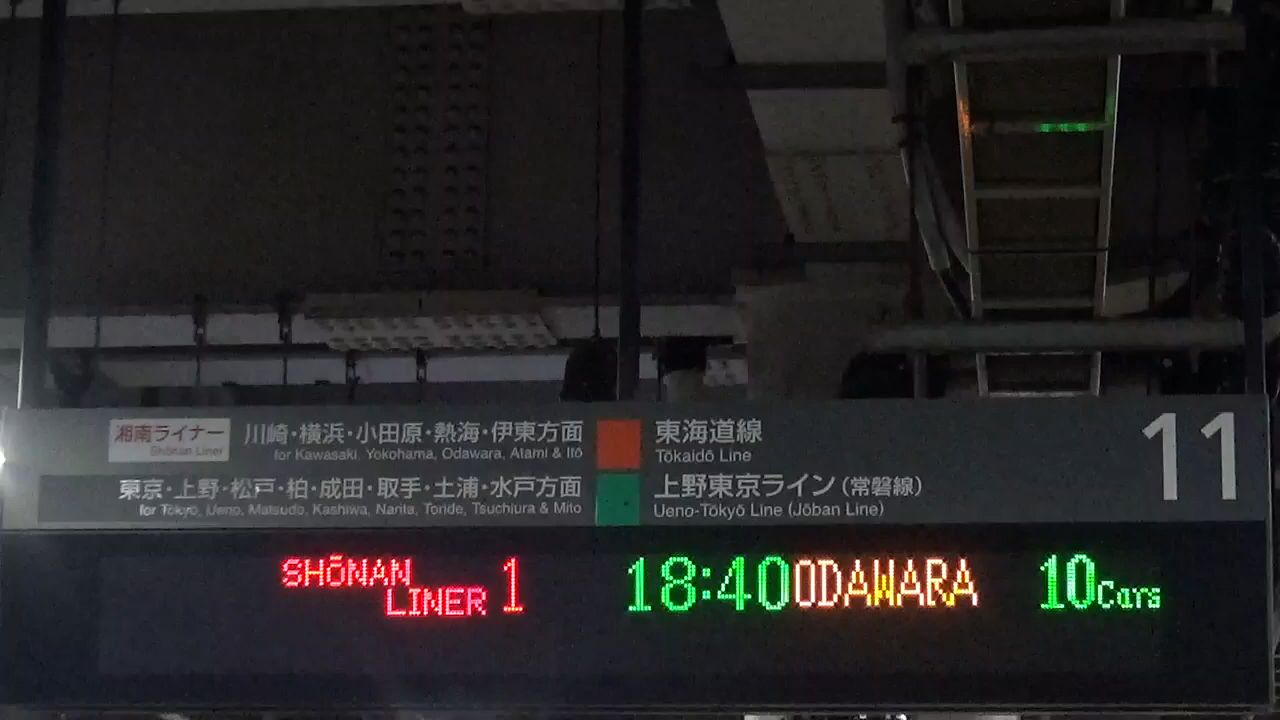 湘南ライナー 川崎・横浜・小田原・熱海・伊東方面 東海道線 11
Shōnan Liner for Kawasaki, Yokohama, Odawara, Atami & Itō Tōkaidō Line
東京・上野・松戸・柏・成田・取手・土浦・水戸方面 上野東京ライン(常磐線)
for Tōkyō, Ueno, Matsudo, Kashiwa, Narita, Toride, Tsuchiura & Mito Ueno-Tōkyō Line (Jōban Line)
SHŌNAN LINER 1 18:40 ODAWARA 10 Cars